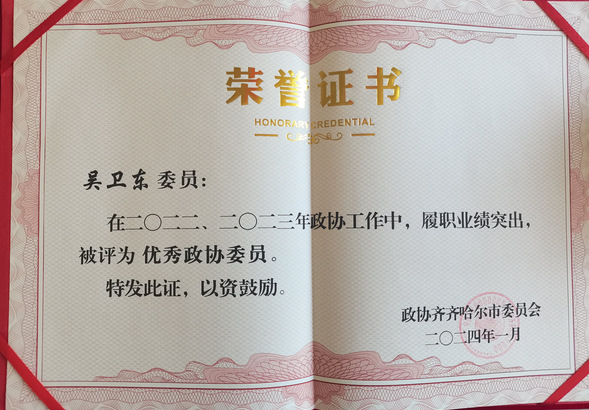 荣誉证书
HONORARY CREDENTIAL
吴卫东 委员：
在二〇二二、二〇二三年政协工作中，履职业绩突出，
被评为 优秀政协委员。
特发此证，以资鼓励。
政协齐齐哈尔市委员会
二〇二四年一月